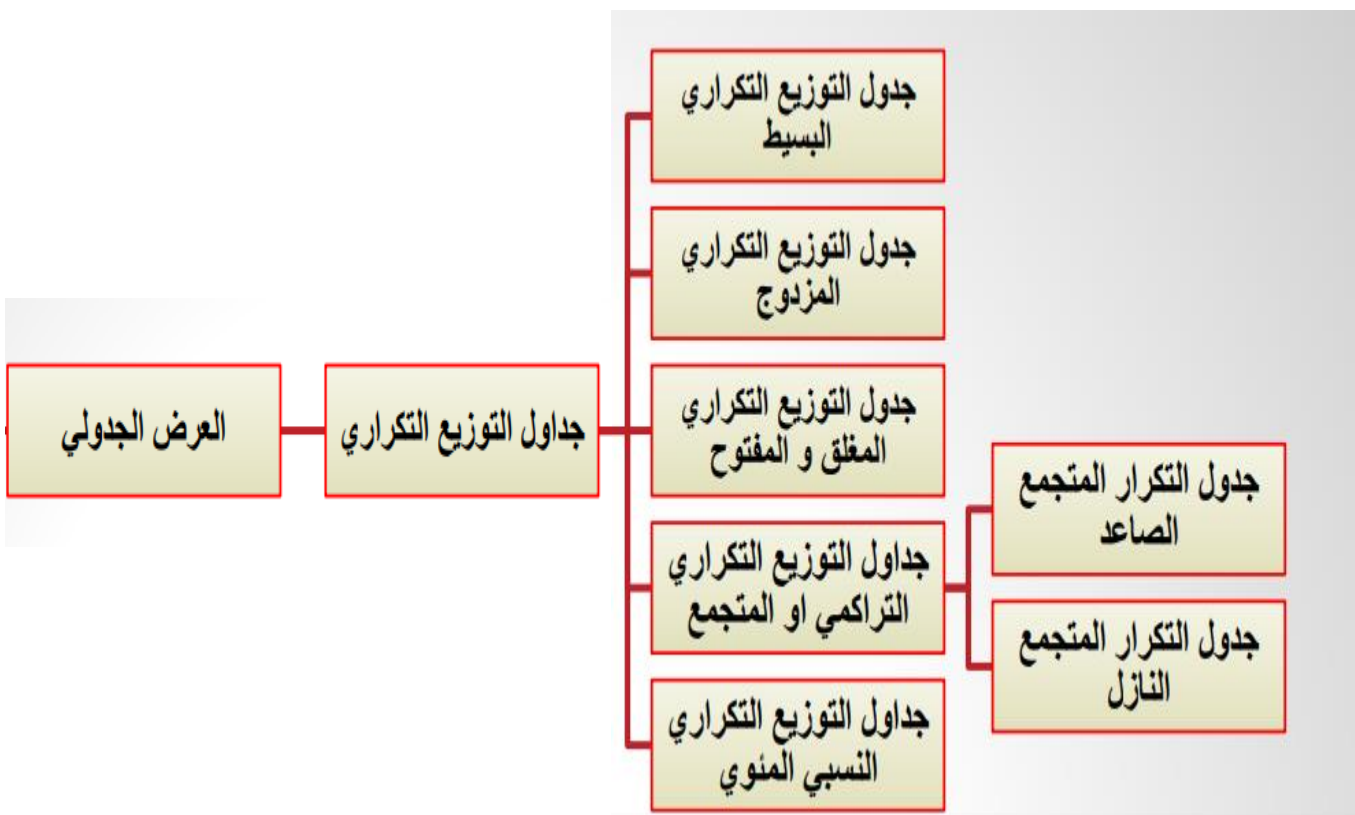 العرض الجدولي
جداول التوزيع التكراري
جدول التوزيع التكراري
البسيط
جدول التوزيع التكراري
المزدوج
جدول التوزيع التكراري
المغلق و المفتوح
جداول التوزيع التكراري
التراكمي او المتجمع
جدول التكرار المتجمع
الصاعد
جدول التكرار المتجمع
النازل
جداول التوزيع التكراري
النسبي المئوي